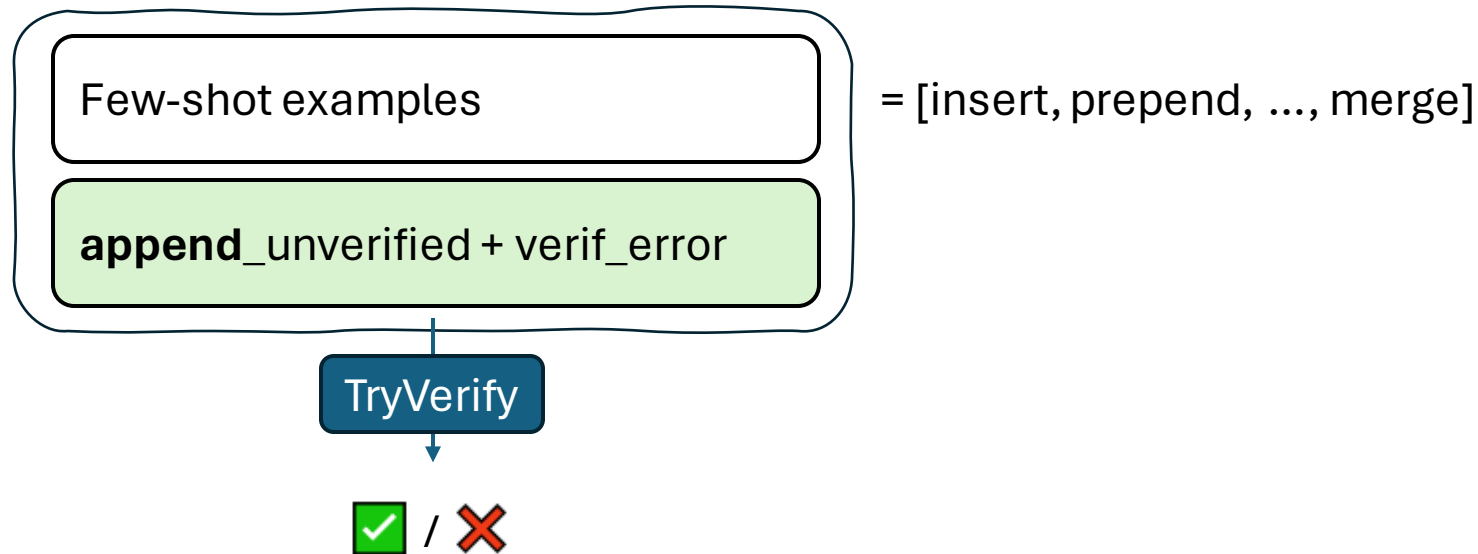 Few-shot examples
= [insert, prepend, ..., merge]
append_unverified + verif_error
TryVerify
✅ / ❌